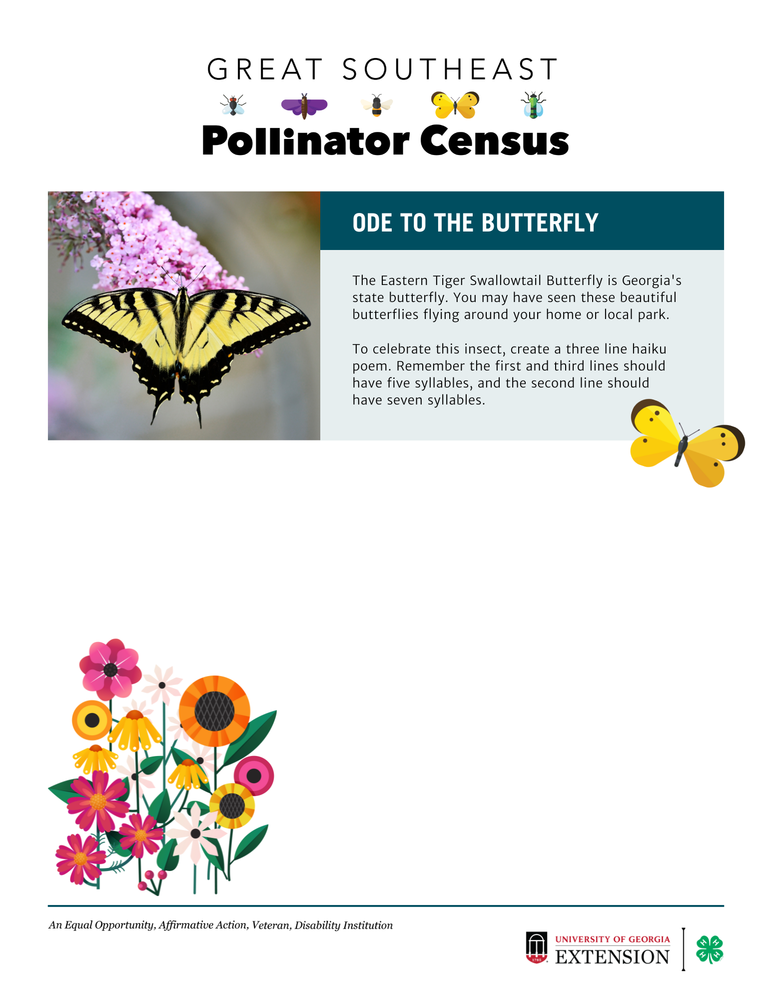 GREAT SOUTHEAST
Pollinator Census
ODE TO THE BUTTERFLY
The Eastern Tiger Swallowtail Butterfly is Georgia's
state butterfly. You may have seen these beautiful
butterflies flying around your home or local park.
To celebrate this insect, create a three line haiku
poem. Remember the first and third lines should
have five syllables, and the second line should
have seven syllables.
An Equal Opportunity, Affirmative Action, Veteran, Disability Institution
1785
UNIVERSITY OF GEORGIA
EXTENSION
H H
H H